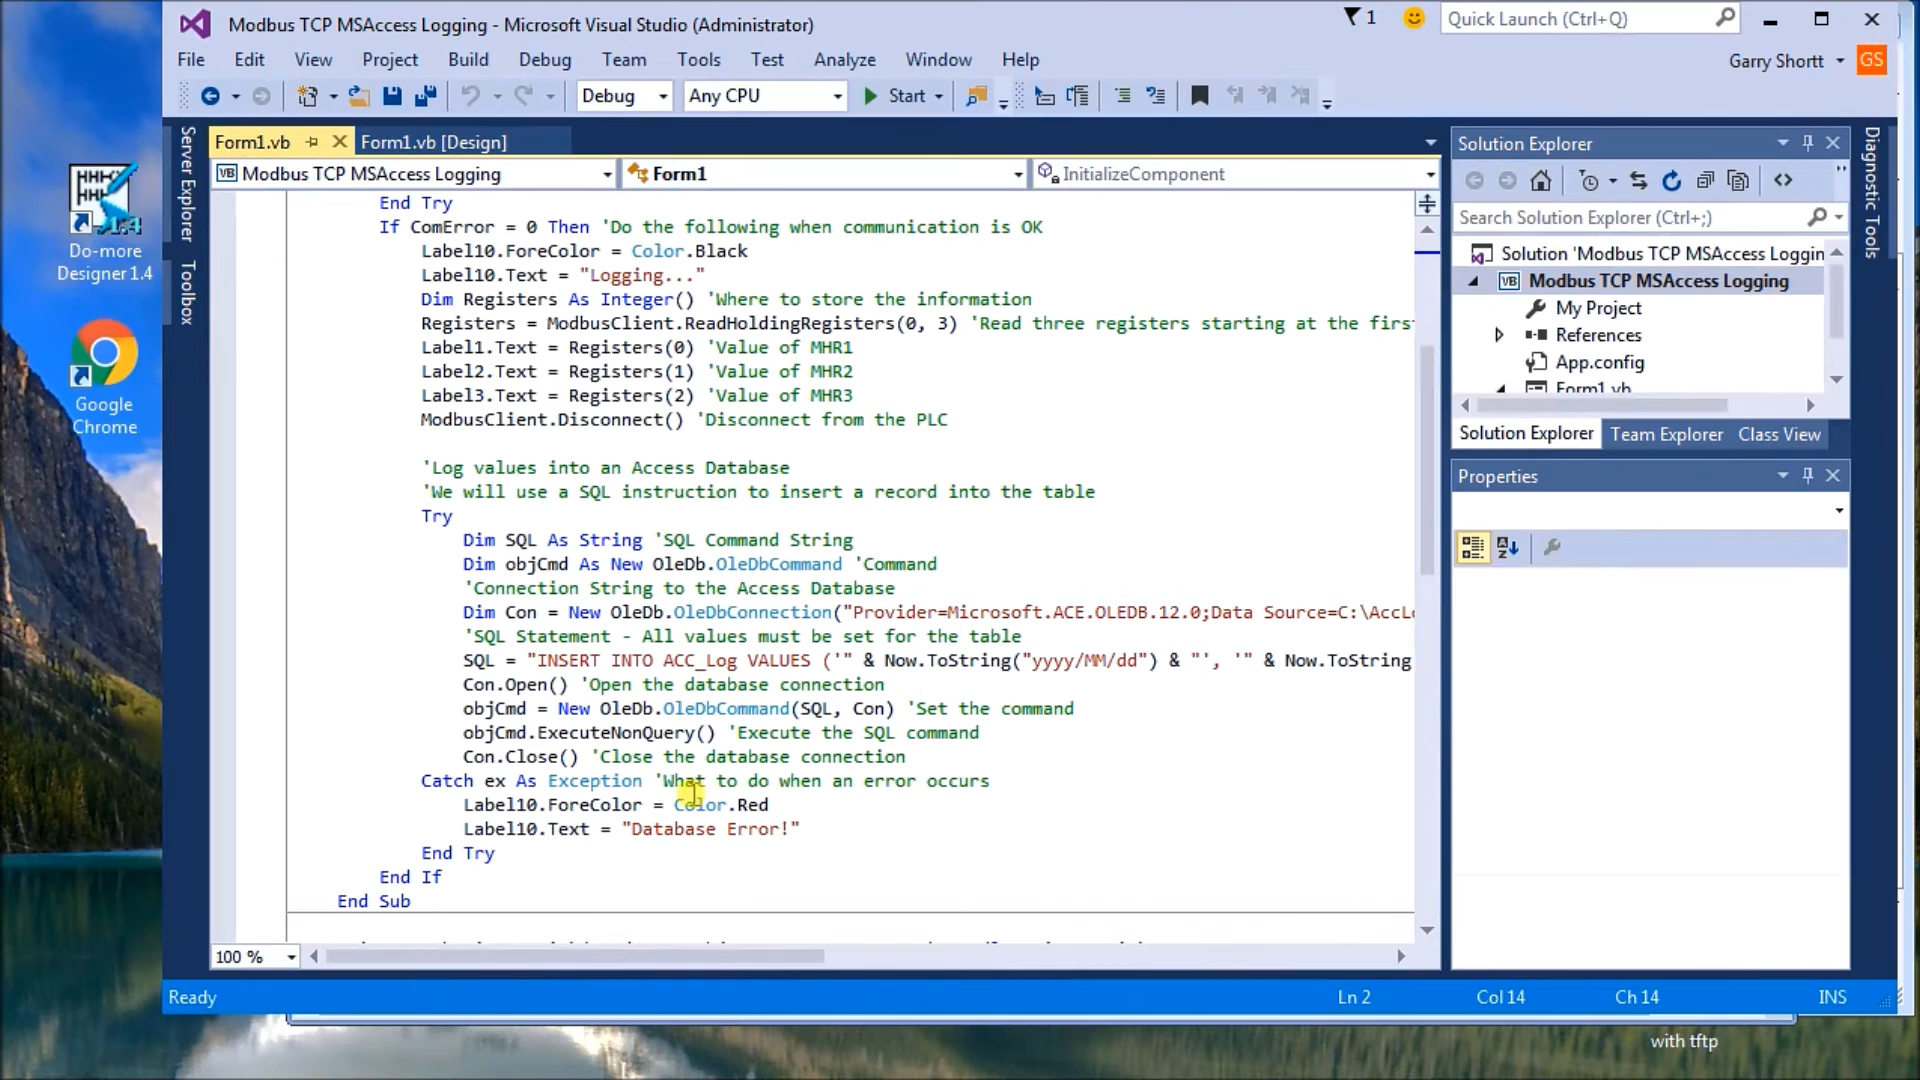 Modbus TCP MSAccess Logging - Microsoft Visual Studio (Administrator)
1
Quick Launch (Ctrl+Q)
File Edit View Project Build Debug Team Tools Test Analyze Window Help
Garry Shortt
GS
Debug
Any CPU
Start
Form1.vb
Form1.vb [Design]
Modbus TCP MSAccess Logging
Form1
InitializeComponent
Server Explorer
Toolbox
Diagnostic Tools
1.4
Do-more
Designer 1.4
Google
Chrome
End Try
If ComError = 0 Then 'Do the following when communication is OK
Label10.ForeColor = Color.Black
Label10.Text = "Logging..."
Dim Registers As Integer() 'Where to store the information
Registers = ModbusClient.ReadHoldingRegisters(0, 3) 'Read three registers starting at the first
Label1.Text = Registers(0) 'Value of MHR1
Label2.Text = Registers(1) 'Value of MHR2
Label3.Text = Registers(2) 'Value of MHR3
ModbusClient.Disconnect() 'Disconnect from the PLC
'Log values into an Access Database
'We will use a SQL instruction to insert a record into the table
Try
Dim SQL As String 'SQL Command String
Dim objCmd As New OleDb.OleDbCommand 'Command
'Connection String to the Access Database
Dim Con = New OleDb.OleDbConnection("Provider=Microsoft.ACE.OLEDB.12.0;Data Source=C:\AccLo
'SQL Statement - All values must be set for the table
SQL = "INSERT INTO ACC_Log VALUES ('" & Now.ToString("yyyy/MM/dd") & "', '" & Now.ToString
Con.Open() 'Open the database connection
objCmd = New OleDb.OleDbCommand(SQL, Con) 'Set the command
objCmd.ExecuteNonQuery() 'Execute the SQL command
Con.Close() 'Close the database connection
Catch ex As Exception 'What to do when an error occurs
Label10.ForeColor = Color.Red
Label10.Text = "Database Error!"
End Try
End If
End Sub
100 %
Solution Explorer
Search Solution Explorer (Ctrl+;)
Solution 'Modbus TCP MSAccess Loggin
VB Modbus TCP MSAccess Logging
My Project
References
App.config
Form1.vb
Solution Explorer Team Explorer Class View
Properties
Ready
Ln 2
Col 14
Ch 14
INS
with tftp